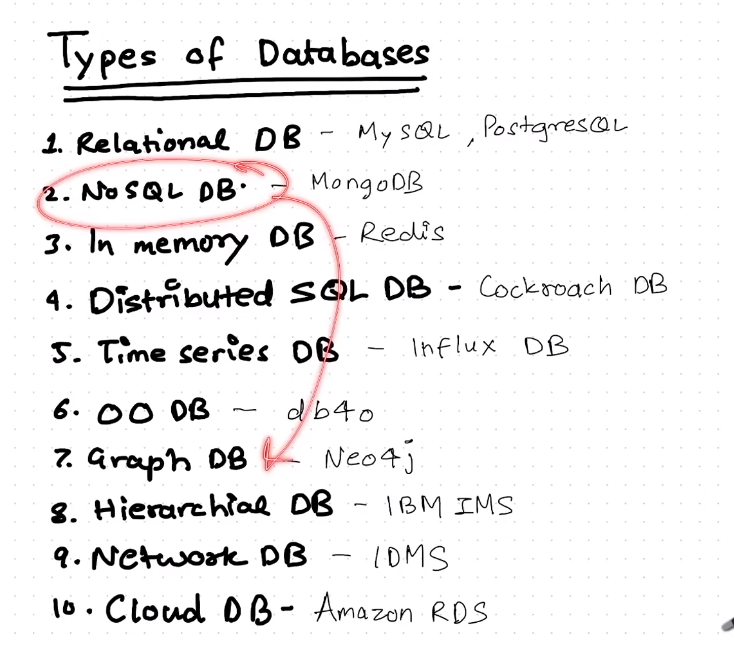 Types of Databases
1. Relational DB - MySQL, PostgresQL
2. NoSQL DB. - MongoDB
3. In memory DB - Redis
4. Distributed SQL DB - Cockroach DB
5. Time series DB - Influx DB
6. OO DB - db4o
7. Graph DB - Neo4j
8. Hierarchial DB - IBM IMS
9. Network DB - IDMS
10. Cloud DB - Amazon RDS